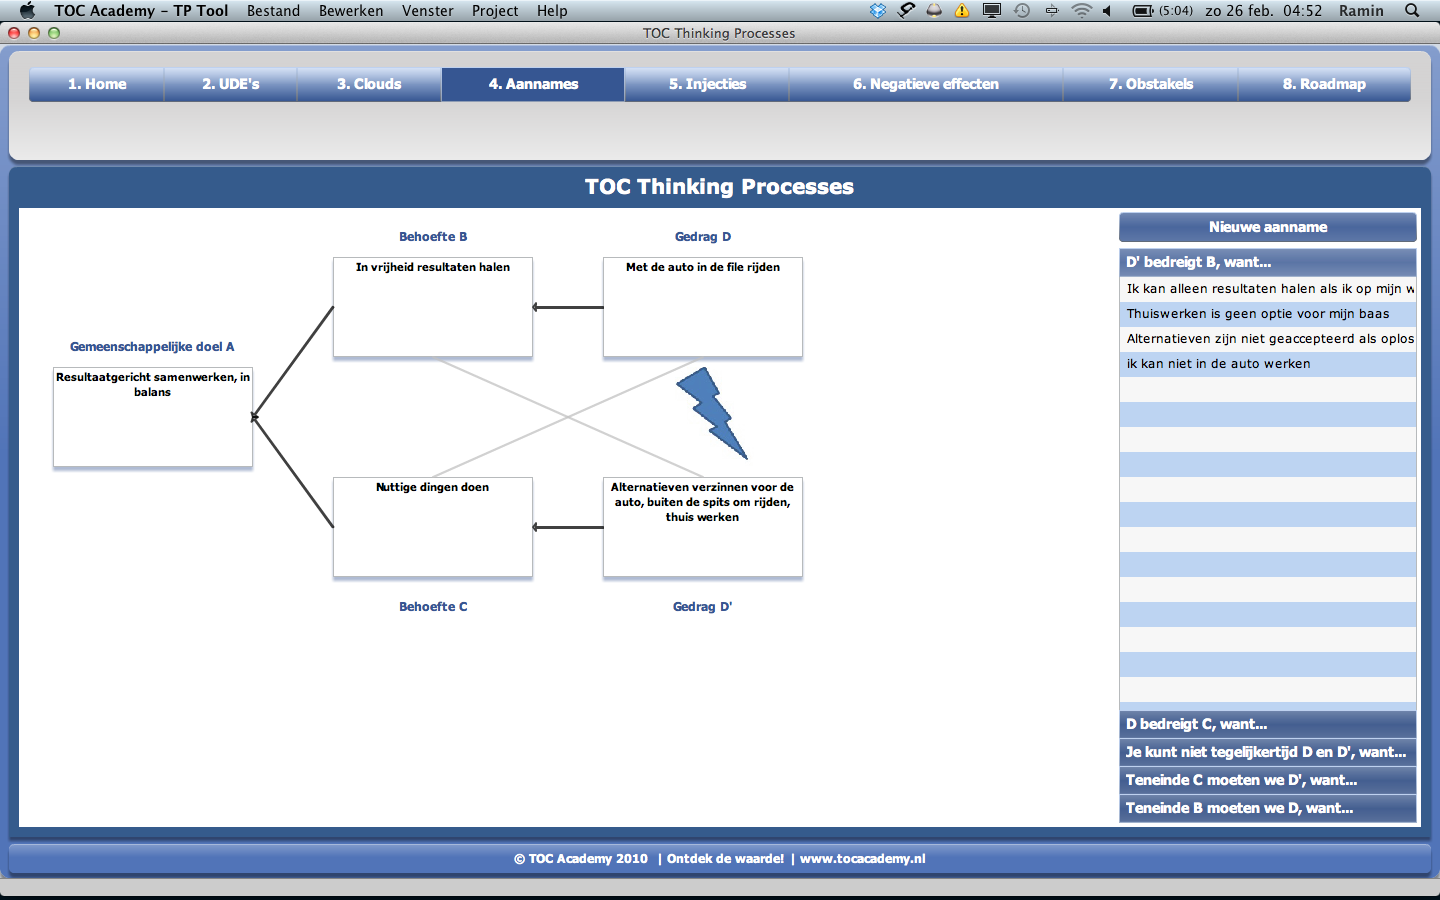 TOC Academy - TP Tool Bestand Bewerken Venster Project Help (5:04) zo 26 feb. 04:52 Ramin
TOC Thinking Processes
1. Home 2. UDE's 3. Clouds 4. Aannames 5. Injecties 6. Negatieve effecten 7. Obstakels 8. Roadmap
TOC Thinking Processes
Behoefte B
In vrijheid resultaten halen
Gedrag D
Met de auto in de file rijden
Gemeenschappelijke doel A
Resultaatgericht samenwerken, in
balans
Nuttige dingen doen
Behoefte C
Alternatieven verzinnen voor de
auto, buiten de spits om rijden,
thuis werken
Gedrag D'
Nieuwe aanname
D' bedreigt B, want...
Ik kan alleen resultaten halen als ik op mijn w
Thuiswerken is geen optie voor mijn baas
Alternatieven zijn niet geaccepteerd als oplos
ik kan niet in de auto werken
D bedreigt C, want...
Je kunt niet tegelijkertijd D en D', want...
Teneinde C moeten we D', want...
Teneinde B moeten we D, want...
© TOC Academy 2010 | Ontdek de waarde! | www.tocacademy.nl